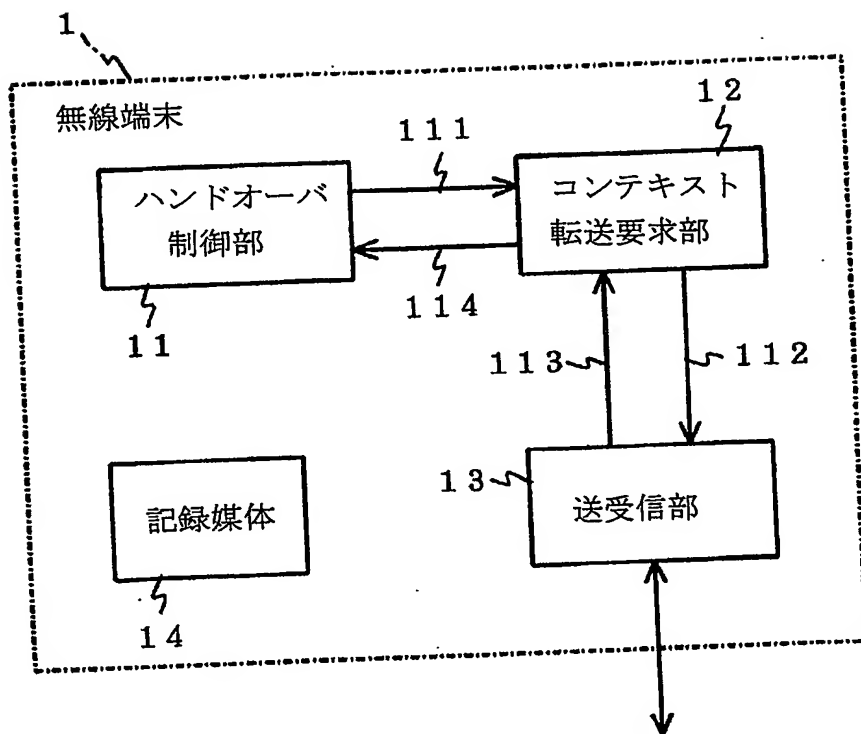 1
無線端末
12
111
ハンドオーバ
制御部
コンテキスト
転送要求部
114
11
113
112
13
送受信部
記録媒体
14